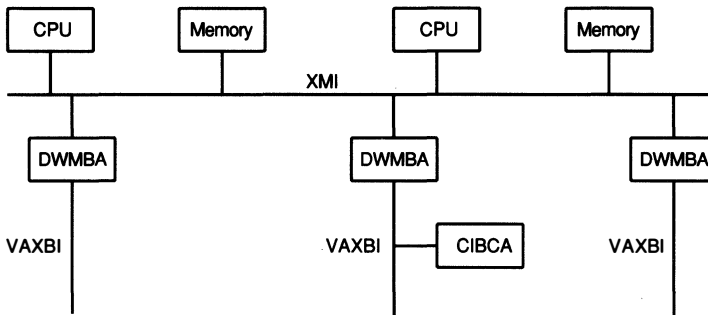 CPU
Memory
CPU
Memory
XMI
DWMBA
DWMBA
DWMBA
VAXBI
VAXBI
CIBCA
VAXBI